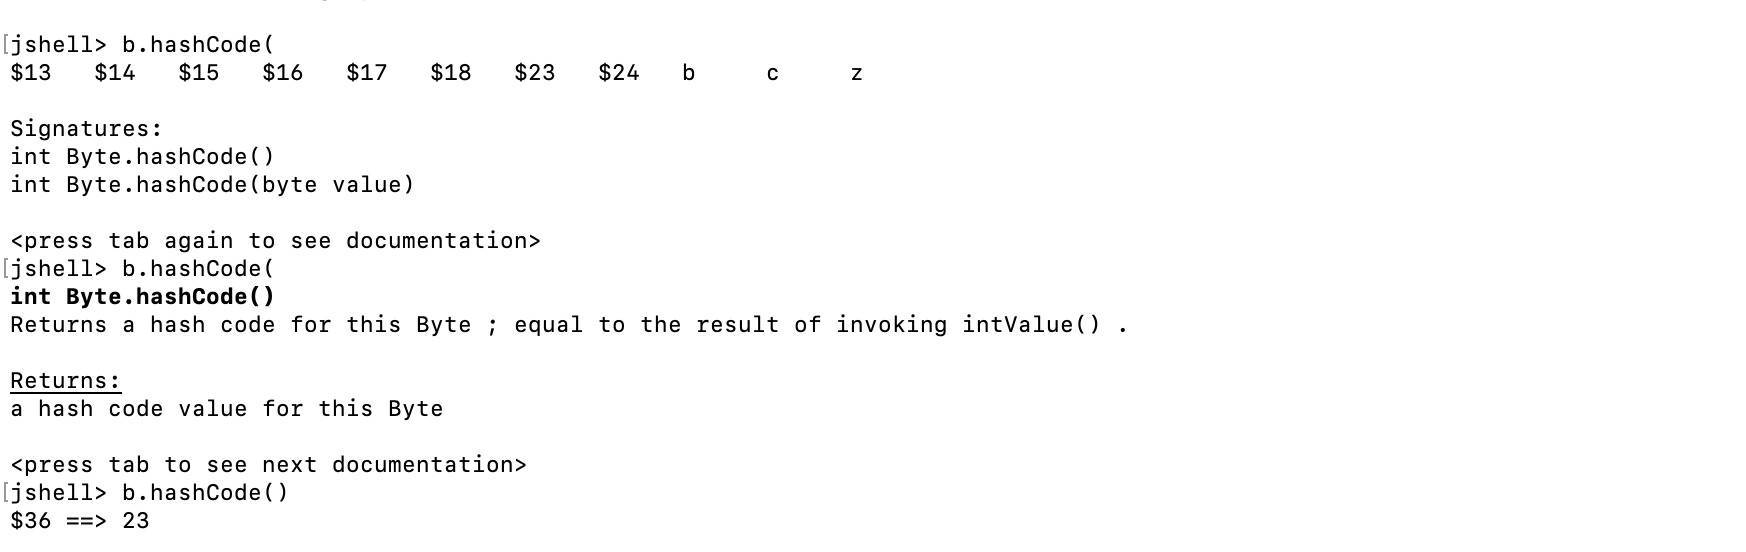 [jshell> b.hashCode(
$13   $14   $15   $16   $17   $18   $23   $24   b     c     z
Signatures:
int Byte.hashCode()
int Byte.hashCode(byte value)
<press tab again to see documentation>
[jshell> b.hashCode(
int Byte.hashCode()
Returns a hash code for this Byte ; equal to the result of invoking intValue() .
Returns:
a hash code value for this Byte
<press tab to see next documentation>
[jshell> b.hashCode()
$36 ==> 23